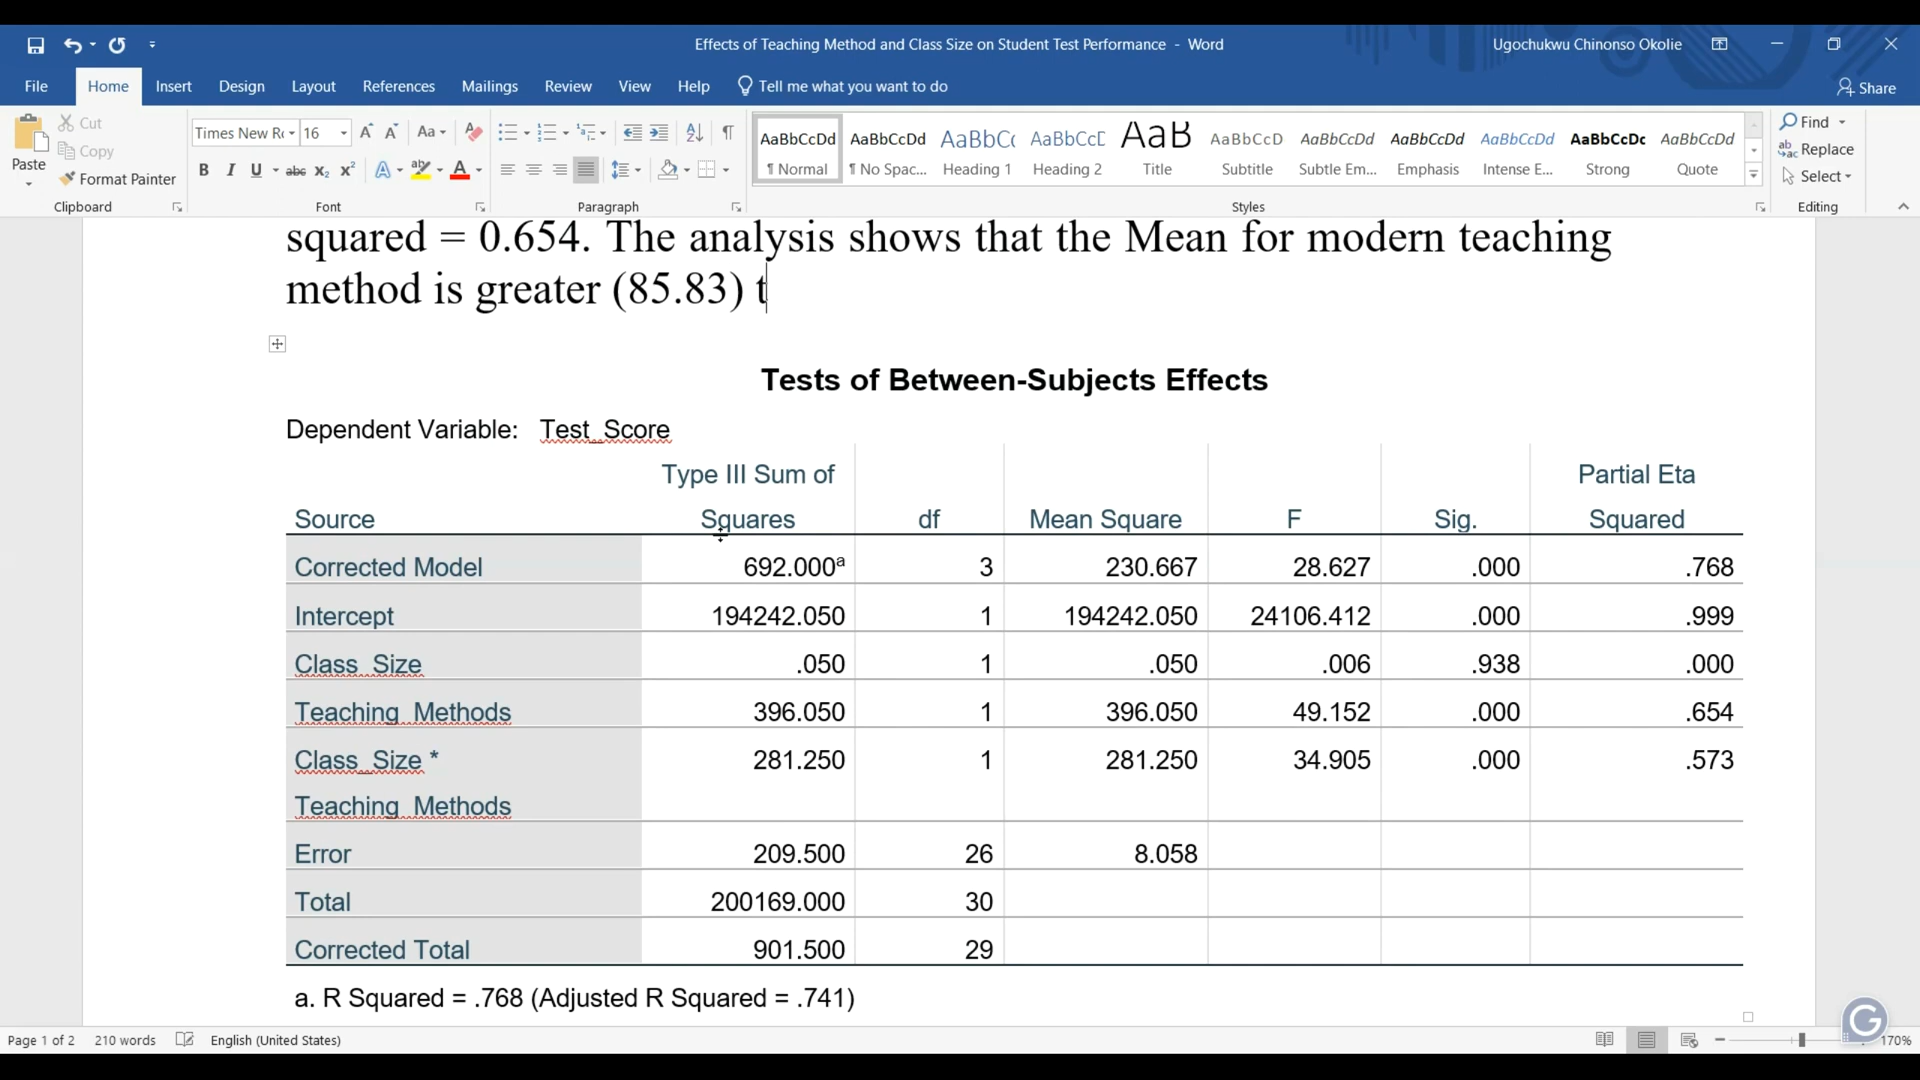 Effects of Teaching Method and Class Size on Student Test Performance - Word
Ugochukwu Chinonso Okolie
File Home Insert Design Layout References Mailings Review View Help Tell me what you want to do
Share
Paste
Cut
Copy
Format Painter
Clipboard
Times New R 16
Aa
B I U abc X₂ X² A ab A
Font
Paragraph
AaBbCcDd AaBbCcDd AaBbC AaBbCcD AaB AaBbCcD AaBbCcDd AaBbCcDd AaBbCcDd AaBbCcDc AaBbCcDd
¶ Normal ¶ No Spac... Heading 1 Heading 2 Title Subtitle Subtle Em... Emphasis Intense E... Strong Quote
Styles
Find
Replace
Select
Editing
squared = 0.654. The analysis shows that the Mean for modern teaching
method is greater (85.83) t
Tests of Between-Subjects Effects
Dependent Variable: Test_Score
Type III Sum of Partial Eta
Source Squares df Mean Square F Sig. Squared
Corrected Model 692.000ᵃ 3 230.667 28.627 .000 .768
Intercept 194242.050 1 194242.050 24106.412 .000 .999
Class_Size .050 1 .050 .006 .938 .000
Teaching_Methods 396.050 1 396.050 49.152 .000 .654
Class_Size * 281.250 1 281.250 34.905 .000 .573
Teaching_Methods
Error 209.500 26 8.058
Total 200169.000 30
Corrected Total 901.500 29
a. R Squared = .768 (Adjusted R Squared = .741)
Page 1 of 2 210 words English (United States) 170%